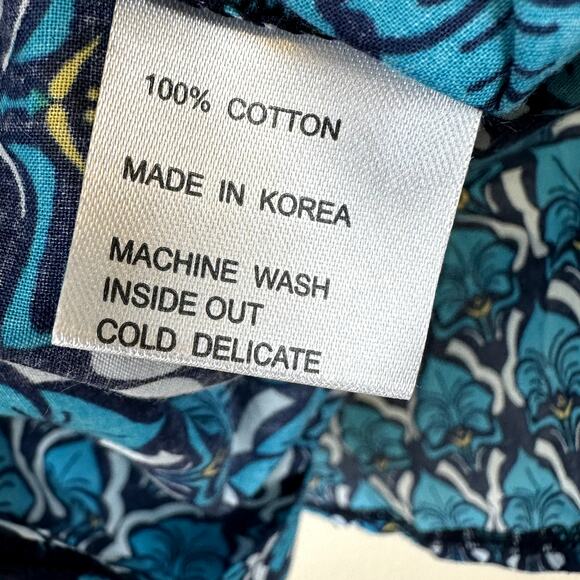 100% COTTON
MADE IN KOREA
MACHINE WASH
INSIDE OUT
COLD DELICATE